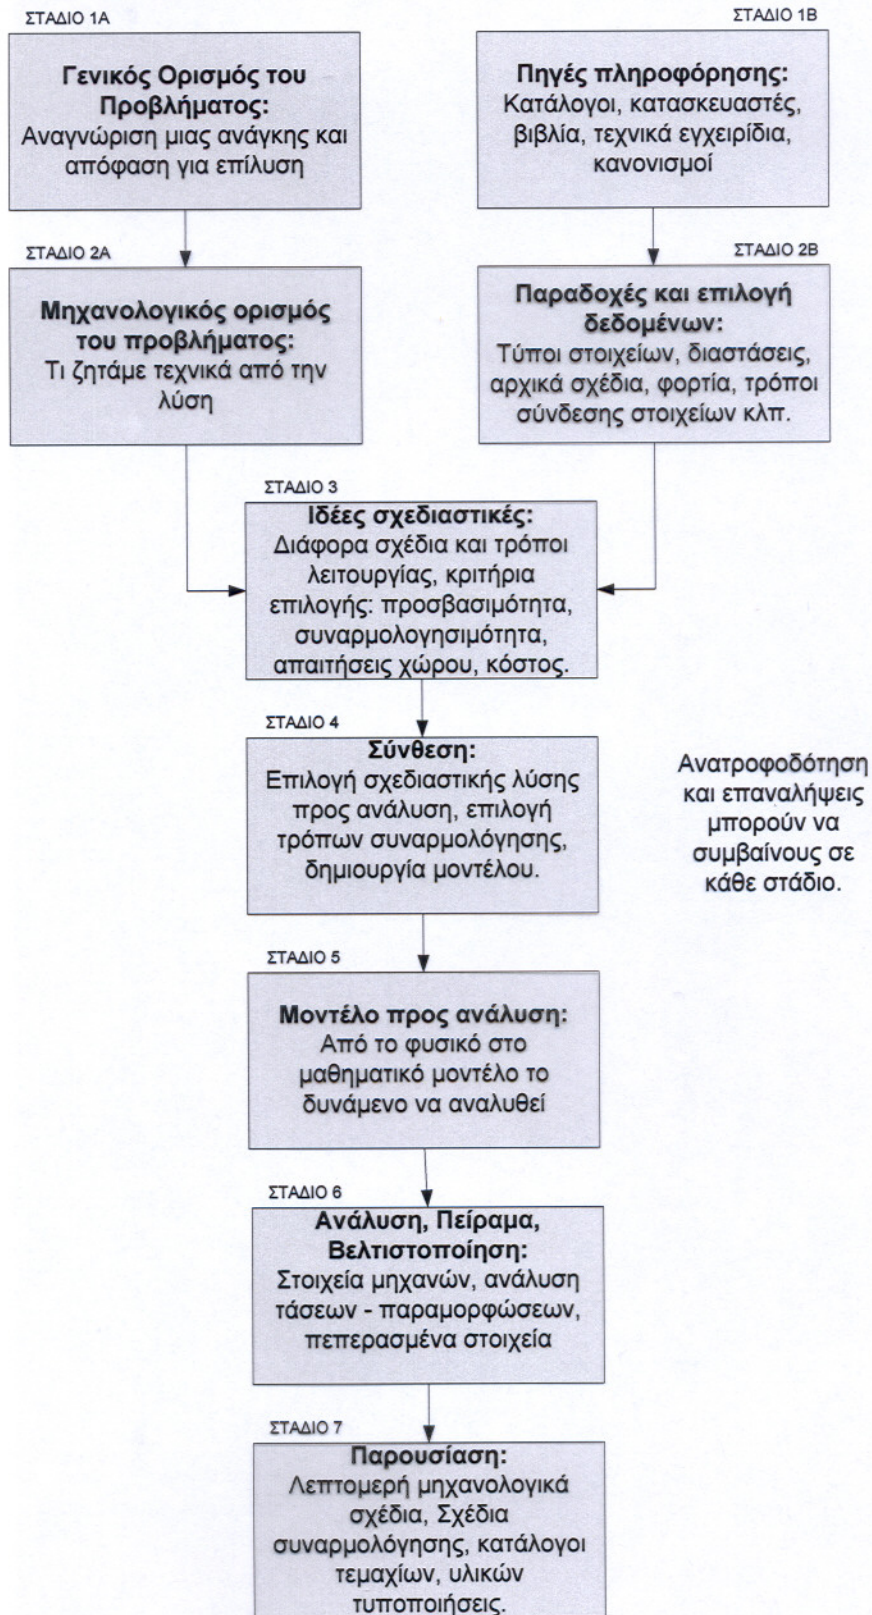 ΣΤΑΔΙΟ 1Α
Γενικός Ορισμός του
Προβλήματος:
Αναγνώριση μιας ανάγκης και
απόφαση για επίλυση
ΣΤΑΔΙΟ 1Β
Πηγές πληροφόρησης:
Κατάλογοι, κατασκευαστές,
βιβλία, τεχνικά εγχειρίδια,
κανονισμοί
ΣΤΑΔΙΟ 2Α
Μηχανολογικός ορισμός
του προβλήματος:
Τι ζητάμε τεχνικά από την
λύση
ΣΤΑΔΙΟ 2Β
Παραδοχές και επιλογή
δεδομένων:
Τύποι στοιχείων, διαστάσεις,
αρχικά σχέδια, φορτία, τρόποι
σύνδεσης στοιχείων κλπ.
ΣΤΑΔΙΟ 3
Ιδέες σχεδιαστικές:
Διάφορα σχέδια και τρόποι
λειτουργίας, κριτήρια
επιλογής: προσβασιμότητα,
συναρμολογησιμότητα,
απαιτήσεις χώρου, κόστος.
ΣΤΑΔΙΟ 4
Σύνθεση:
Επιλογή σχεδιαστικής λύσης
προς ανάλυση, επιλογή
τρόπων συναρμολόγησης,
δημιουργία μοντέλου.
Ανατροφοδότηση
και επαναλήψεις
μπορούν να
συμβαίνους σε
κάθε στάδιο.
ΣΤΑΔΙΟ 5
Μοντέλο προς ανάλυση:
Από το φυσικό στο
μαθηματικό μοντέλο το
δυνάμενο να αναλυθεί
ΣΤΑΔΙΟ 6
Ανάλυση, Πείραμα,
Βελτιστοποίηση:
Στοιχεία μηχανών, ανάλυση
τάσεων - παραμορφώσεων,
πεπερασμένα στοιχεία
ΣΤΑΔΙΟ 7
Παρουσίαση:
Λεπτομερή μηχανολογικά
σχέδια, Σχέδια
συναρμολόγησης, κατάλογοι
τεμαχίων, υλικών
τυποποιήσεις.